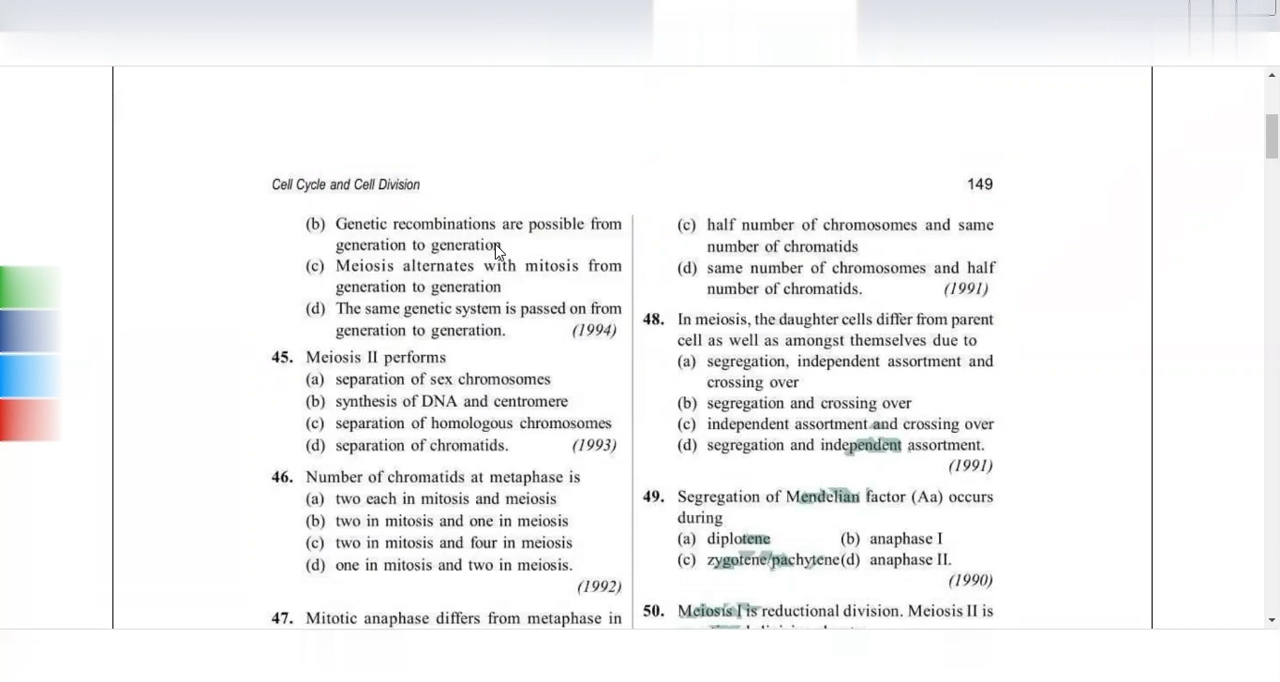 Cell Cycle and Cell Division
149
(b) Genetic recombinations are possible from
generation to generation
(c) Meiosis alternates with mitosis from
generation to generation
(d) The same genetic system is passed on from
generation to generation. (1994)
45. Meiosis II performs
(a) separation of sex chromosomes
(b) synthesis of DNA and centromere
(c) separation of homologous chromosomes
(d) separation of chromatids. (1993)
46. Number of chromatids at metaphase is
(a) two each in mitosis and meiosis
(b) two in mitosis and one in meiosis
(c) two in mitosis and four in meiosis
(d) one in mitosis and two in meiosis.
(1992)
47. Mitotic anaphase differs from metaphase in
(c) half number of chromosomes and same
number of chromatids
(d) same number of chromosomes and half
number of chromatids. (1991)
48. In meiosis, the daughter cells differ from parent
cell as well as amongst themselves due to
(a) segregation, independent assortment and
crossing over
(b) segregation and crossing over
(c) independent assortment and crossing over
(d) segregation and independent assortment.
(1991)
49. Segregation of Mendelian factor (Aa) occurs
during
(a) diplotene (b) anaphase I
(c) zygotene/pachytene(d) anaphase II.
(1990)
50. Meiosis I is reductional division. Meiosis II is